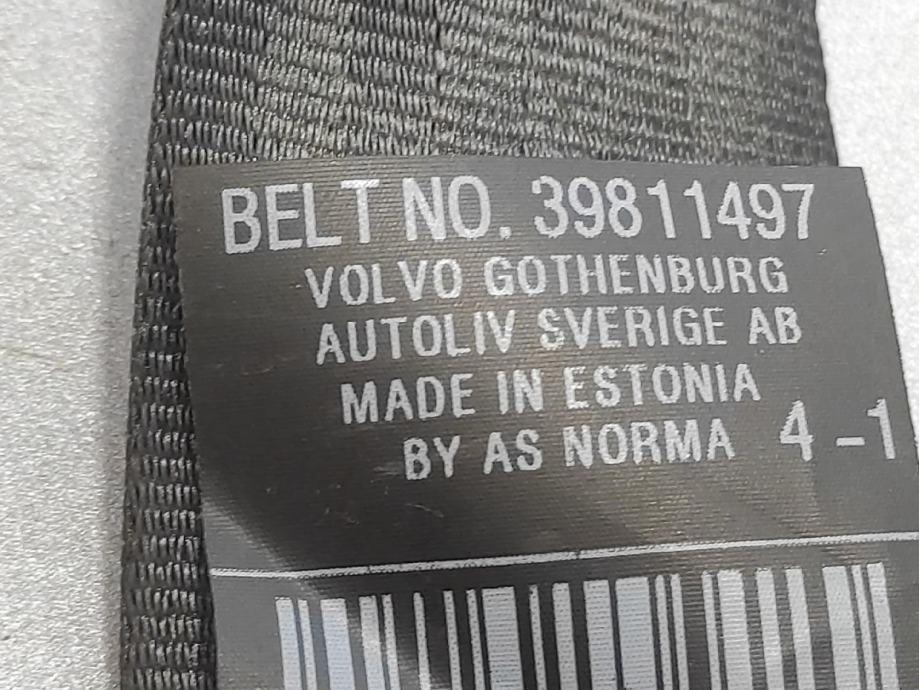 BELT NO. 39811497
VOLVO GOTHENBURG
AUTOLIV SVERIGE AB
MADE IN ESTONIA
BY AS NORMA 4 -1